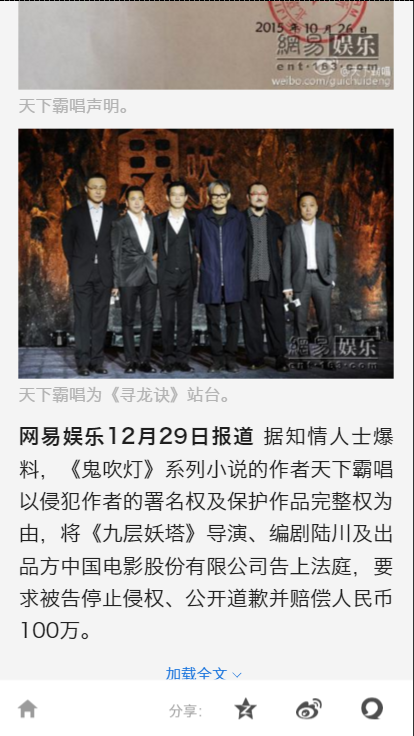 2015年10月26日
網易娱乐
ent·163·com
@天下霸唱
weibo.com/guichuideng
天下霸唱声明。
鬼吹
網易娱乐
ent·163·com
天下霸唱为《寻龙诀》站台。
网易娱乐12月29日报道 据知情人士爆
料，《鬼吹灯》系列小说的作者天下霸唱
以侵犯作者的署名权及保护作品完整权为
由，将《九层妖塔》导演、编剧陆川及出
品方中国电影股份有限公司告上法庭，要
求被告停止侵权、公开道歉并赔偿人民币
100万。
加载全文
分享: